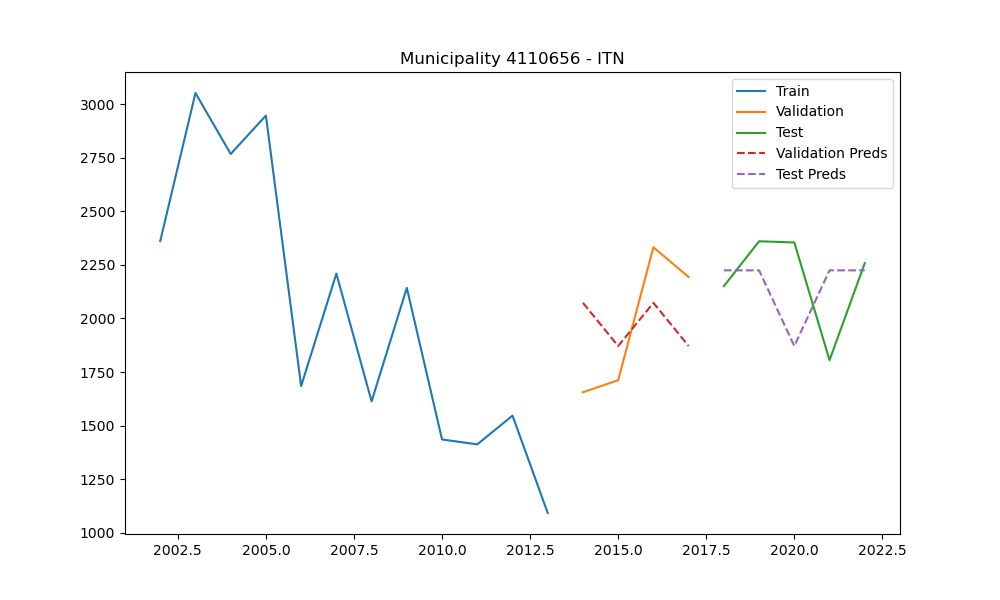 Municipality 4110656 - ITN
Train
Validation
Test
Validation Preds
Test Preds
3000
2750
2500
2250
2000
1750
1500
1250
1000
2002.5 2005.0 2007.5 2010.0 2012.5 2015.0 2017.5 2020.0 2022.5